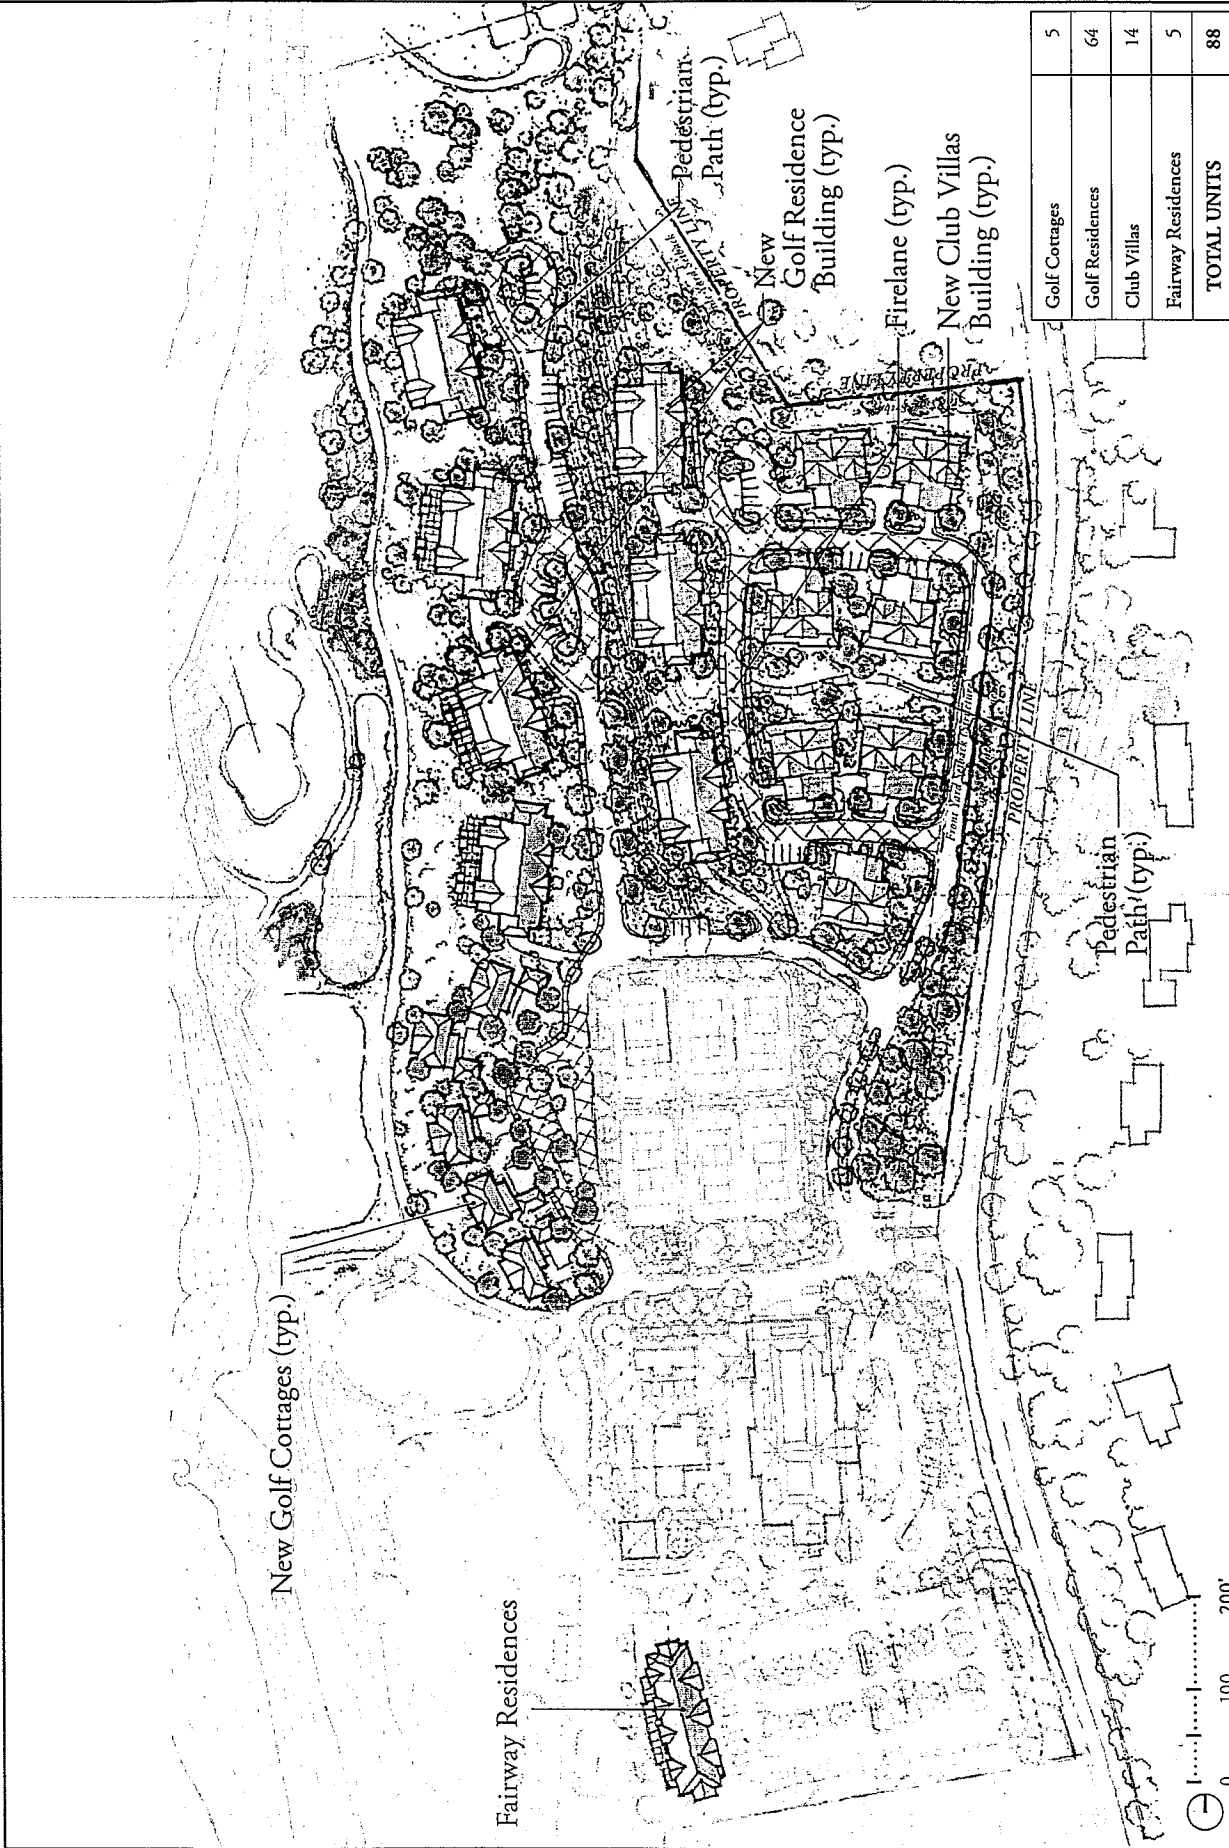 New Golf Cottages (typ.)
Fairway Residences
Pedestrian
Path (typ.)
New
Golf Residence
Building (typ.)
Firelane (typ.)
New Club Villas
Building (typ.)
Pedestrian
Path (typ.)
PROPERTY LINE
PROPERTY LINE
PROPERTY LINE
Golf Cottages 5
Golf Residences 64
Club Villas 14
Fairway Residences 5
TOTAL UNITS 88
0 100 200'